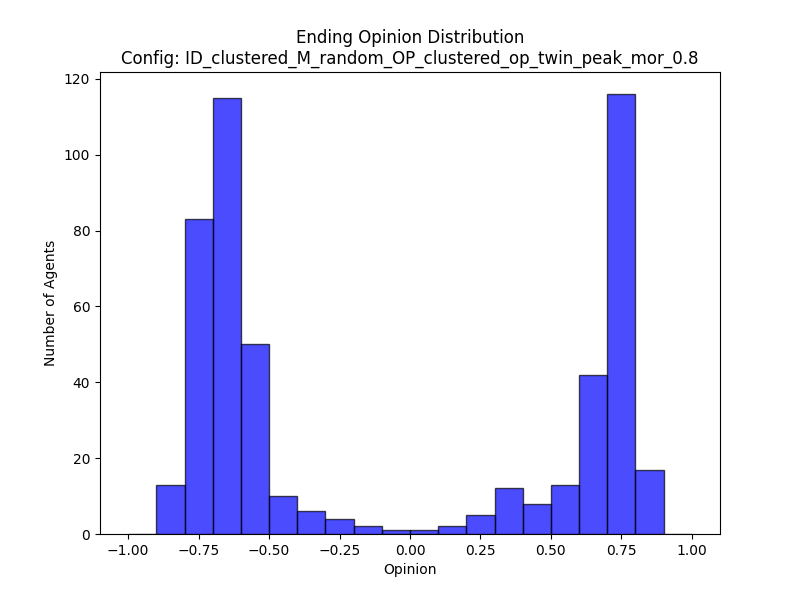 Ending Opinion Distribution
Config: ID_clustered_M_random_OP_clustered_op_twin_peak_mor_0.8
120
100
80
60
40
20
0
Number of Agents
−1.00 −0.75 −0.50 −0.25 0.00 0.25 0.50 0.75 1.00
Opinion